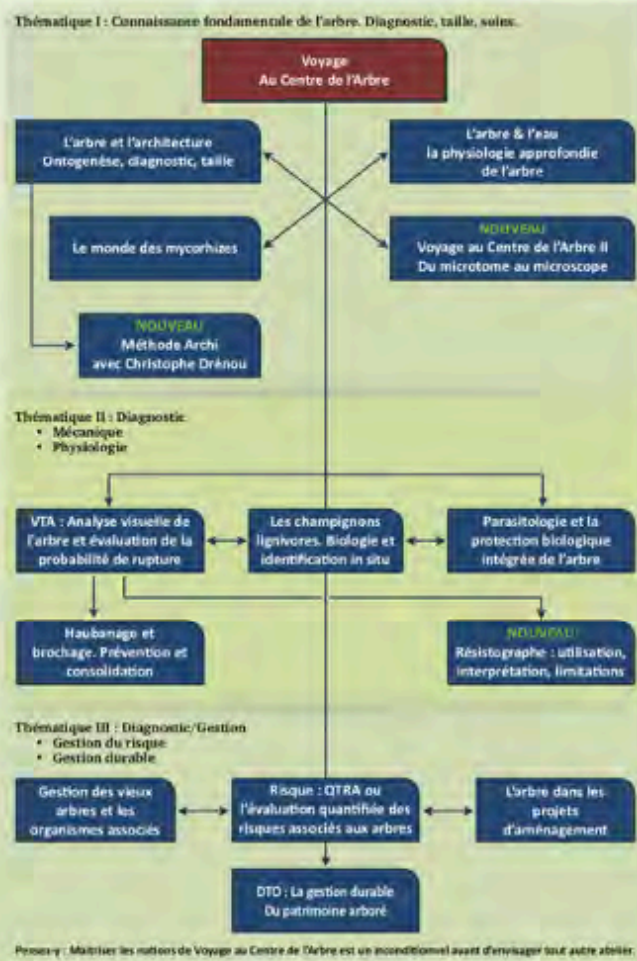 Thématique I : Connaissance fondamentale de l'arbre. Diagnostic, taille, soins.
Voyage
Au Centre de l'Arbre
L'arbre et l'architecture
Ontogenèse, diagnostic, taille
L'arbre & l'eau
la physiologie approfondie
de l'arbre
Le monde des mycorhizes
NOUVEAU
Voyage au Centre de l'Arbre II
Du microtome au microscope
NOUVEAU
Méthode Archi
avec Christophe Drénou
Thématique II : Diagnostic
• Mécanique
• Physiologie
VTA : Analyse visuelle de
l'arbre et évaluation de la
probabilité de rupture
Les champignons
lignivores. Biologie et
identification in situ
Parasitologie et la
protection biologique
intégrée de l'arbre
Haubanage et
brochage. Prévention et
consolidation
NOUVEAU
Résistographe : utilisation,
interprétation, limitations
Thématique III : Diagnostic/Gestion
• Gestion du risque
• Gestion durable
Gestion des vieux
arbres et les
organismes associés
Risque : QTRA ou
l'évaluation quantifiée des
risques associés aux arbres
L'arbre dans les
projets
d'aménagement
DTO : La gestion durable
Du patrimoine arboré
Pensez-y : Maitriser les notions de Voyage au Centre de l'Arbre est un inconditionnel avant d'envisager tout autre atelier.